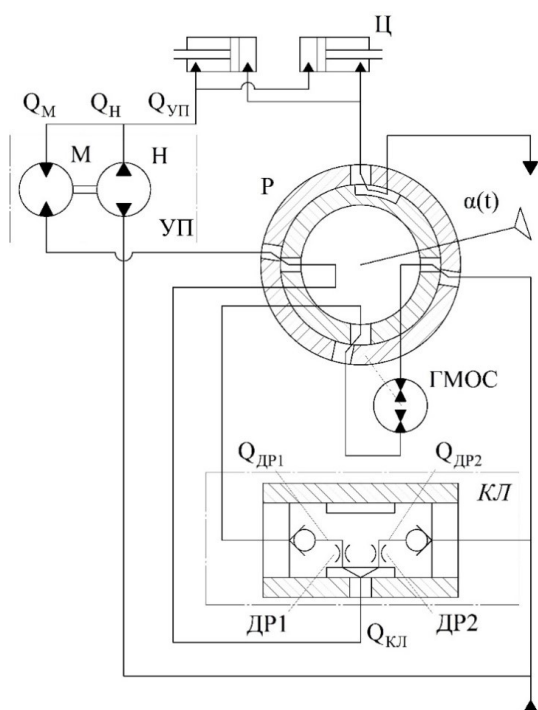 Ц
Q_М Q_Н Q_УП
М Н
Р
УП
α(t)
ГМОС
Q_ДР1 Q_ДР2
КЛ
ДР1 ДР2
Q_КЛ